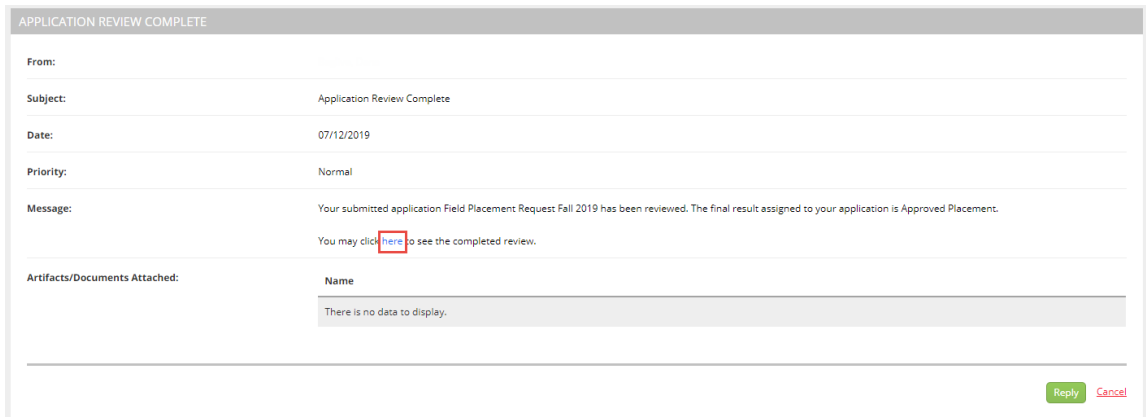 APPLICATION REVIEW COMPLETE
From:
Subject: Application Review Complete
Date: 07/12/2019
Priority: Normal
Message: Your submitted application Field Placement Request Fall 2019 has been reviewed. The final result assigned to your application is Approved Placement.
You may click here to see the completed review.
Artifacts/Documents Attached:
Name
There is no data to display.
Reply Cancel